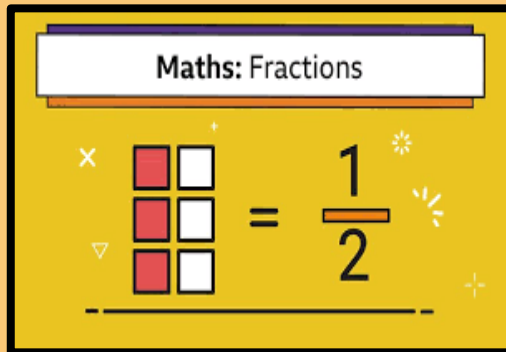 Maths: Fractions
= 1/2